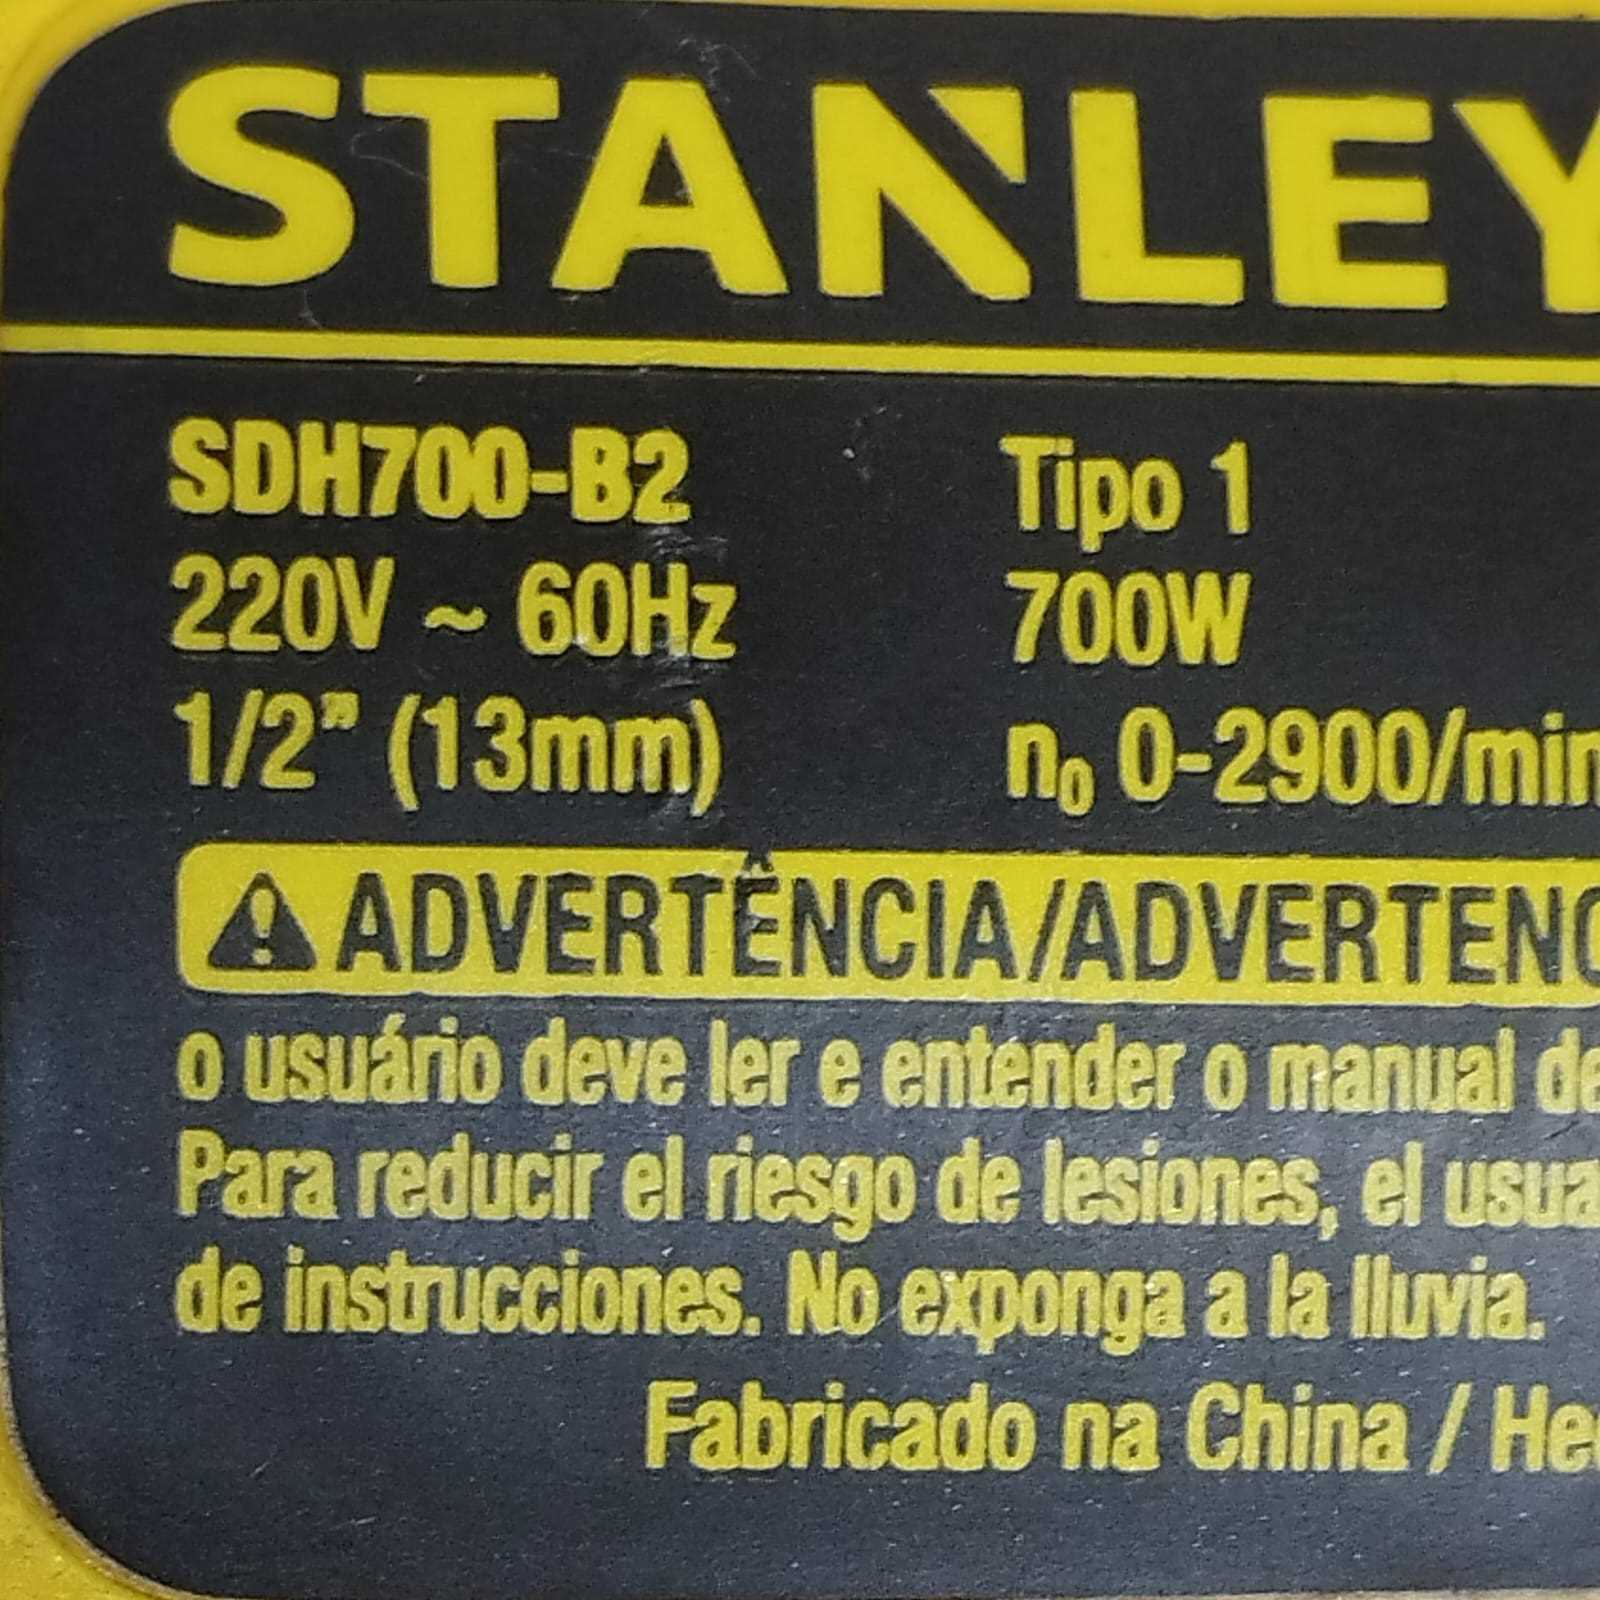 STANLEY
SDH700-B2 Tipo 1
220V ~ 60Hz 700W
1/2” (13mm) n₀ 0-2900/min
ADVERTÊNCIA/ADVERTENC
o usuário deve ler e entender o manual de
Para reducir el riesgo de lesiones, el usua
de instrucciones. No exponga a la lluvia.
Fabricado na China / He